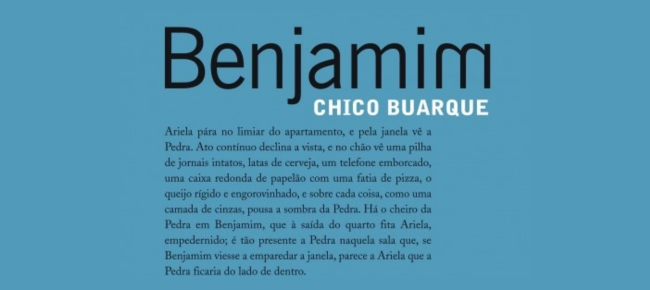 Benjamim
CHICO BUARQUE
Ariela pára no limiar do apartamento, e pela janela vê a
Pedra. Ato contínuo declina a vista, e no chão vê uma pilha
de jornais intatos, latas de cerveja, um telefone emborcado,
uma caixa redonda de papelão com uma fatia de pizza, o
queijo rígido e engorovinhado, e sobre cada coisa, como uma
camada de cinzas, pousa a sombra da Pedra. Há o cheiro da
Pedra em Benjamim, que à saída do quarto fita Ariela,
empedernido; é tão presente a Pedra naquela sala que, se
Benjamim viesse a emparedar a janela, parece a Ariela que a
Pedra ficaria do lado de dentro.